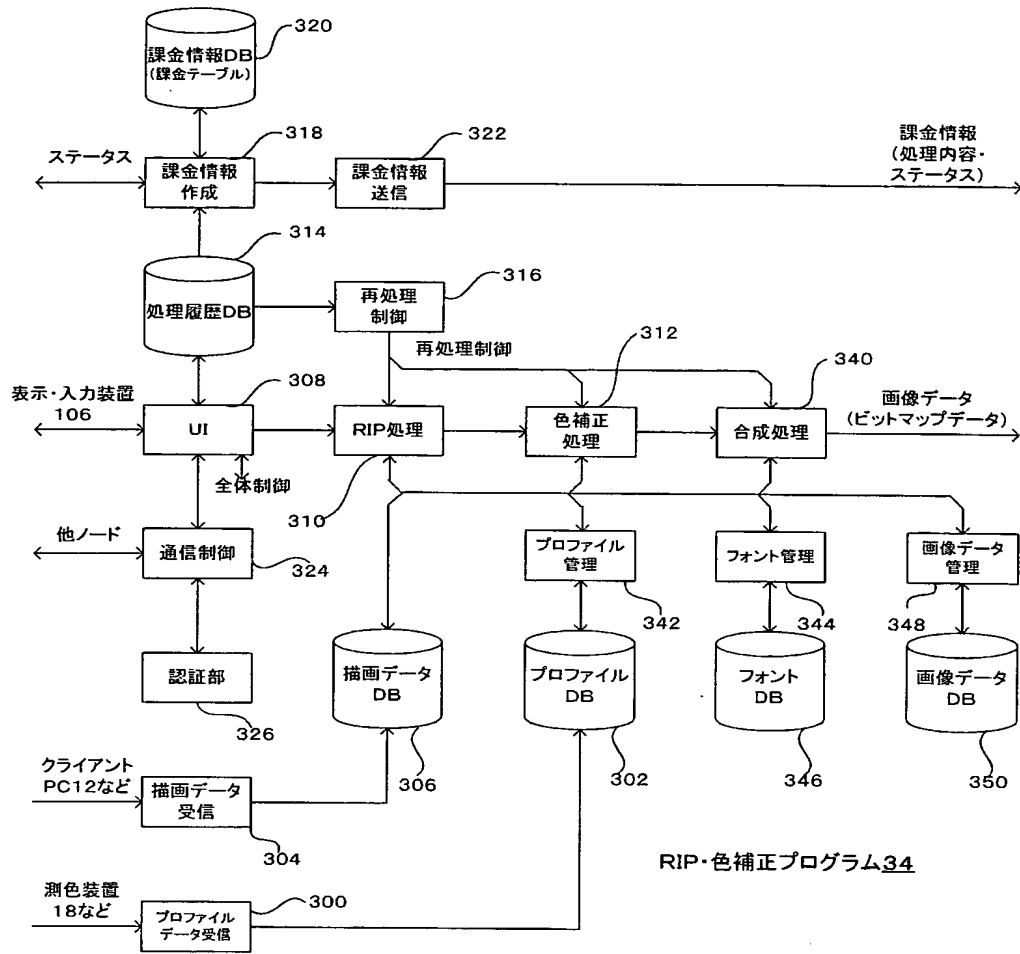 320
課金情報DB
(課金テーブル)
318
322
ステータス
課金情報
作成
課金情報
送信
課金情報
(処理内容・
ステータス)
314
316
処理履歴DB
再処理
制御
312
再処理制御
340
308
表示・入力装置
106
UI
RIP処理
色補正
処理
合成処理
画像データ
(ビットマップデータ)
全体制御
310
他ノード
通信制御
324
プロファイル
管理
342
フォント管理
344
画像データ
管理
348
認証部
326
描画データ
DB
306
プロファイル
DB
302
フォント
DB
346
画像データ
DB
350
クライアント
PC12など
描画データ
受信
304
RIP・色補正プログラム34
測色装置
18など
300
プロファイル
データ受信